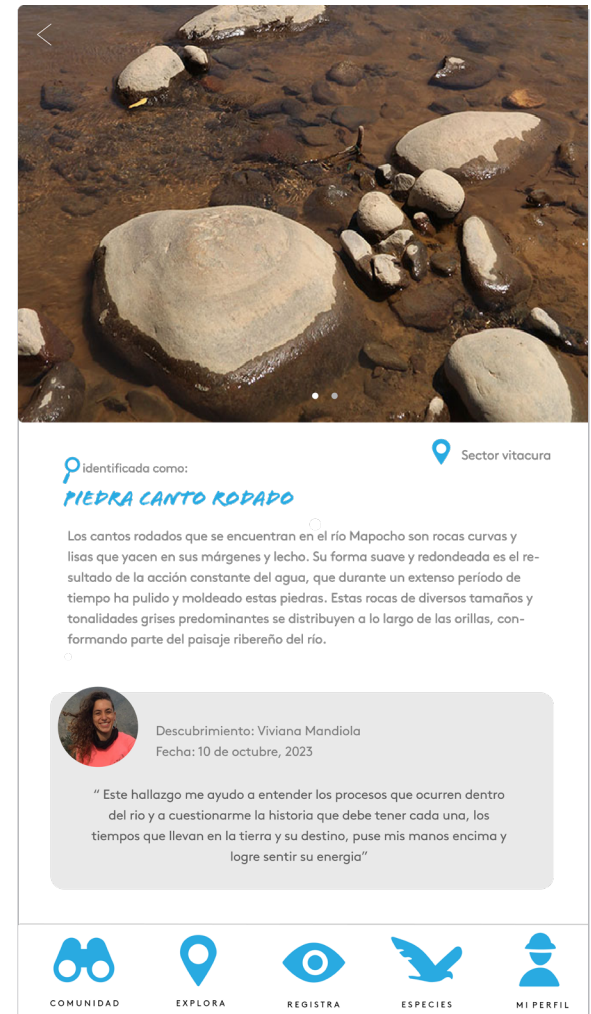 Sector vitacura
identificada como:
PIEDRA CANTO RODADO
Los cantos rodados que se encuentran en el río Mapocho son rocas curvas y
lisas que yacen en sus márgenes y lecho. Su forma suave y redondeada es el re-
sultado de la acción constante del agua, que durante un extenso período de
tiempo ha pulido y moldeado estas piedras. Estas rocas de diversos tamaños y
tonalidades grises predominantes se distribuyen a lo largo de las orillas, con-
formando parte del paisaje ribereño del río.
Descubrimiento: Viviana Mandiola
Fecha: 10 de octubre, 2023
“ Este hallazgo me ayudo a entender los procesos que ocurren dentro
del rio y a cuestionarme la historia que debe tener cada una, los
tiempos que llevan en la tierra y su destino, puse mis manos encima y
logre sentir su energia”
COMUNIDAD EXPLORA REGISTRA ESPECIES MI PERFIL